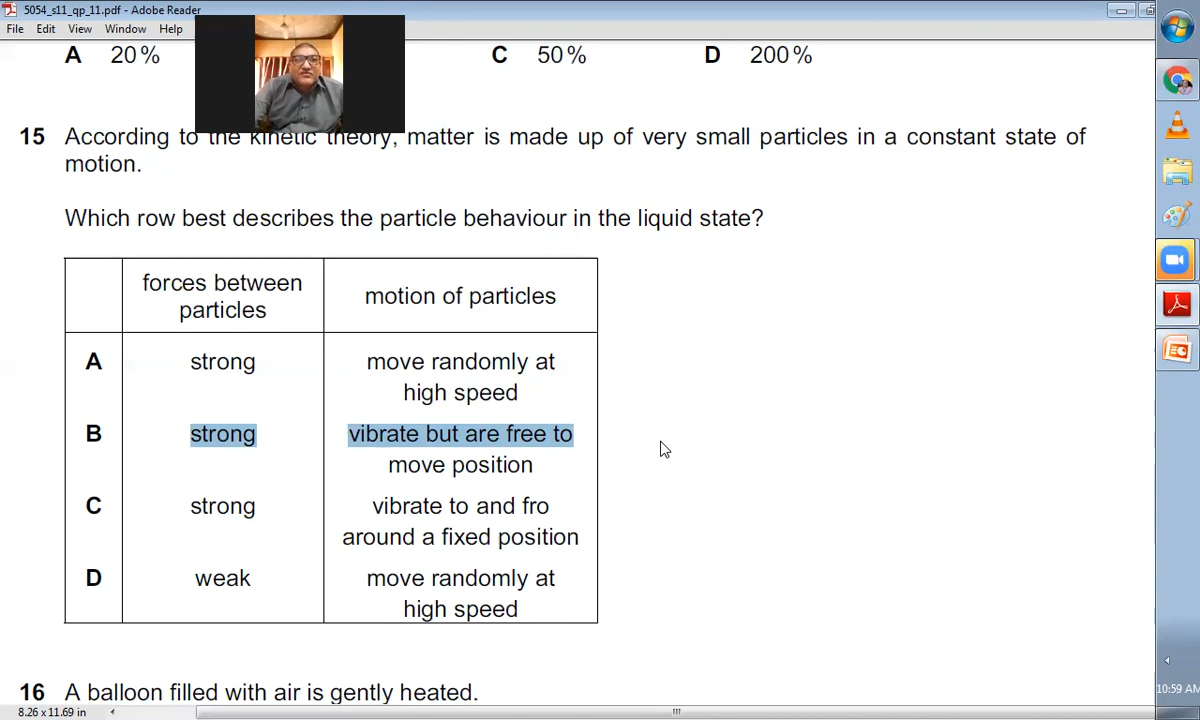 5054_s11_qp_11.pdf - Adobe Reader
File Edit View Window Help
A 20% C 50% D 200%
15 According to the kinetic theory, matter is made up of very small particles in a constant state of
motion.
Which row best describes the particle behaviour in the liquid state?
forces between
particles
motion of particles
A strong move randomly at
high speed
B strong vibrate but are free to
move position
C strong vibrate to and fro
around a fixed position
D weak move randomly at
high speed
16 A balloon filled with air is gently heated.
8.26 x 11.69 in
10:59 AM